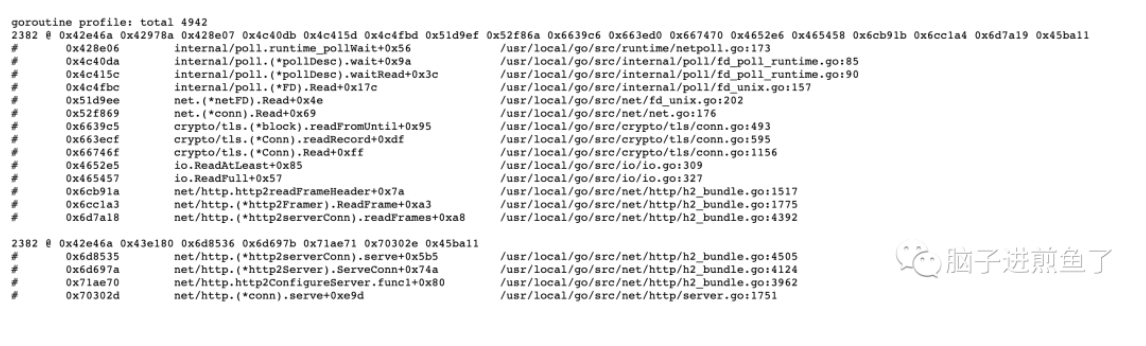 goroutine profile: total 4942
2382 @ 0x42e46a 0x42978a 0x428e07 0x4c40db 0x4c415d 0x4c4fbd 0x51d9ef 0x52f86a 0x6639c6 0x663ed0 0x667470 0x4652e6 0x465458 0x6cb91b 0x6cc1a4 0x6d7a19 0x45ba11
# 0x428e06 internal/poll.runtime_pollWait+0x56 /usr/local/go/src/runtime/netpoll.go:173
# 0x4c40da internal/poll.(*pollDesc).wait+0x9a /usr/local/go/src/internal/poll/fd_poll_runtime.go:85
# 0x4c415c internal/poll.(*pollDesc).waitRead+0x3c /usr/local/go/src/internal/poll/fd_poll_runtime.go:90
# 0x4c4fbc internal/poll.(*FD).Read+0x17c /usr/local/go/src/internal/poll/fd_unix.go:157
# 0x51d9ee net.(*netFD).Read+0x4e /usr/local/go/src/net/fd_unix.go:202
# 0x52f869 net.(*conn).Read+0x69 /usr/local/go/src/net/net.go:176
# 0x6639c5 crypto/tls.(*block).readFromUntil+0x95 /usr/local/go/src/crypto/tls/conn.go:493
# 0x663ecf crypto/tls.(*Conn).readRecord+0xdf /usr/local/go/src/crypto/tls/conn.go:595
# 0x66746f crypto/tls.(*Conn).Read+0xff /usr/local/go/src/crypto/tls/conn.go:1156
# 0x4652e5 io.ReadAtLeast+0x85 /usr/local/go/src/io/io.go:309
# 0x465457 io.ReadFull+0x57 /usr/local/go/src/io/io.go:327
# 0x6cb91a net/http.http2readFrameHeader+0x7a /usr/local/go/src/net/http/h2_bundle.go:1517
# 0x6cc1a3 net/http.(*http2Framer).ReadFrame+0xa3 /usr/local/go/src/net/http/h2_bundle.go:1775
# 0x6d7a18 net/http.(*http2serverConn).readFrames+0xa8 /usr/local/go/src/net/http/h2_bundle.go:4392
2382 @ 0x42e46a 0x43e180 0x6d8536 0x6d697b 0x71ae71 0x70302e 0x45ba11
# 0x6d8535 net/http.(*http2serverConn).serve+0x5b5 /usr/local/go/src/net/http/h2_bundle.go:4505
# 0x6d697a net/http.(*http2Server).ServeConn+0x74a /usr/local/go/src/net/http/h2_bundle.go:4124
# 0x71ae70 net/http.http2ConfigureServer.func1+0x80 /usr/local/go/src/net/http/h2_bundle.go:3962
# 0x70302d net/http.(*conn).serve+0xe9d /usr/local/go/src/net/http/server.go:1751
脑子进煎鱼了